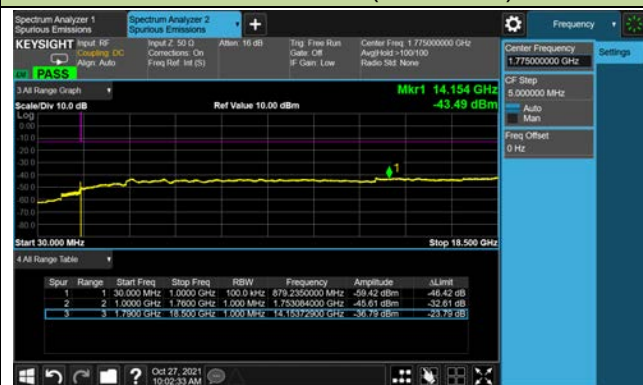 Spectrum Analyzer 1
Spurious Emissions
Spectrum Analyzer 2
Spurious Emissions
Frequency
KEYSIGHT
Input: RF
Coupling: DC
Align: Auto
Input Z: 50 Ω
Corrections: On
Freq Ref: Int (S)
Atten: 16 dB
Trig: Free Run
Gate: Off
IF Gain: Low
Center Freq: 1.775000000 GHz
Avg|Hold:>100/100
Radio Std: None
PASS
3 All Range Graph
Mkr1 14.154 GHz
Scale/Div 10.0 dB
Ref Value 10.00 dBm
-43.49 dBm
Log
0.00
-10.0
-20.0
-30.0
-40.0
-50.0
-60.0
-70.0
-80.0
1
Start 30.000 MHz
Stop 18.500 GHz
4 All Range Table
Spur Range Start Freq Stop Freq RBW Frequency Amplitude ΔLimit
1 1 30.000 MHz 1.0000 GHz 100.0 kHz 879.2350000 MHz -59.42 dBm -46.42 dB
2 2 1.0000 GHz 1.7600 GHz 1.000 MHz 1.753084000 GHz -45.61 dBm -32.61 dB
3 3 1.7900 GHz 18.500 GHz 1.000 MHz 14.15372900 GHz -36.79 dBm -23.79 dB
Center Frequency
1.775000000 GHz
Settings
CF Step
5.000000 MHz
Auto
Man
Freq Offset
0 Hz
Oct 27, 2021
10:02:33 AM